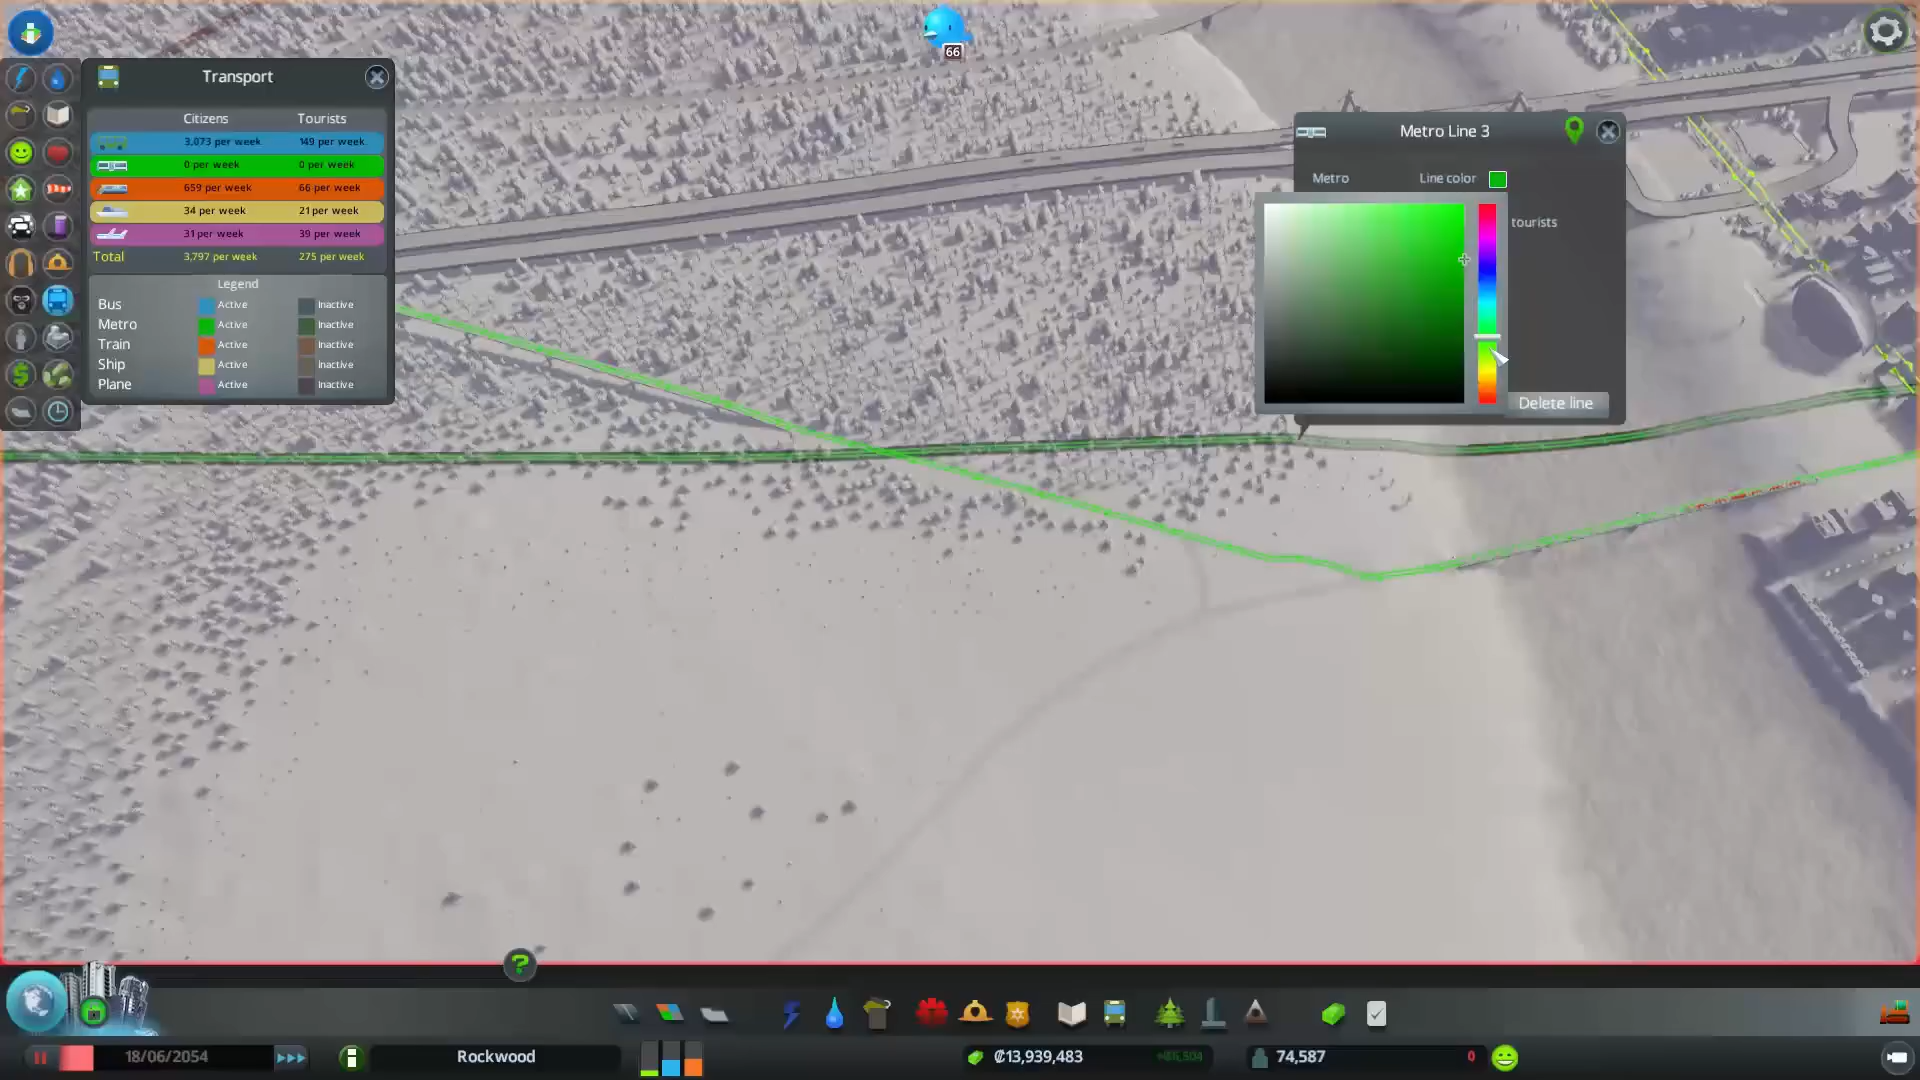 66
Transport
Citizens Tourists
3,073 per week 149 per week
0 per week 0 per week
659 per week 66 per week
34 per week 21 per week
31 per week 39 per week
Total 3,797 per week 275 per week
Legend
Bus Active Inactive
Metro Active Inactive
Train Active Inactive
Ship Active Inactive
Plane Active Inactive
Metro Line 3
Metro Line color
tourists
Delete line
?
18/06/2054
Rockwood
₡13,939,483
74,587
0